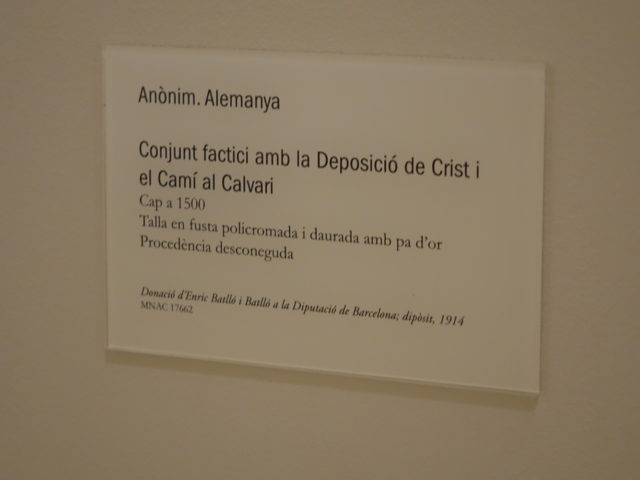 Anònim. Alemanya
Conjunt factici amb la Deposició de Crist i
el Camí al Calvari
Cap a 1500
Talla en fusta policromada i daurada amb pa d'or
Procedència desconeguda
Donació d'Enric Batlló i Batlló a la Diputació de Barcelona; dipòsit, 1914
MNAC 17662